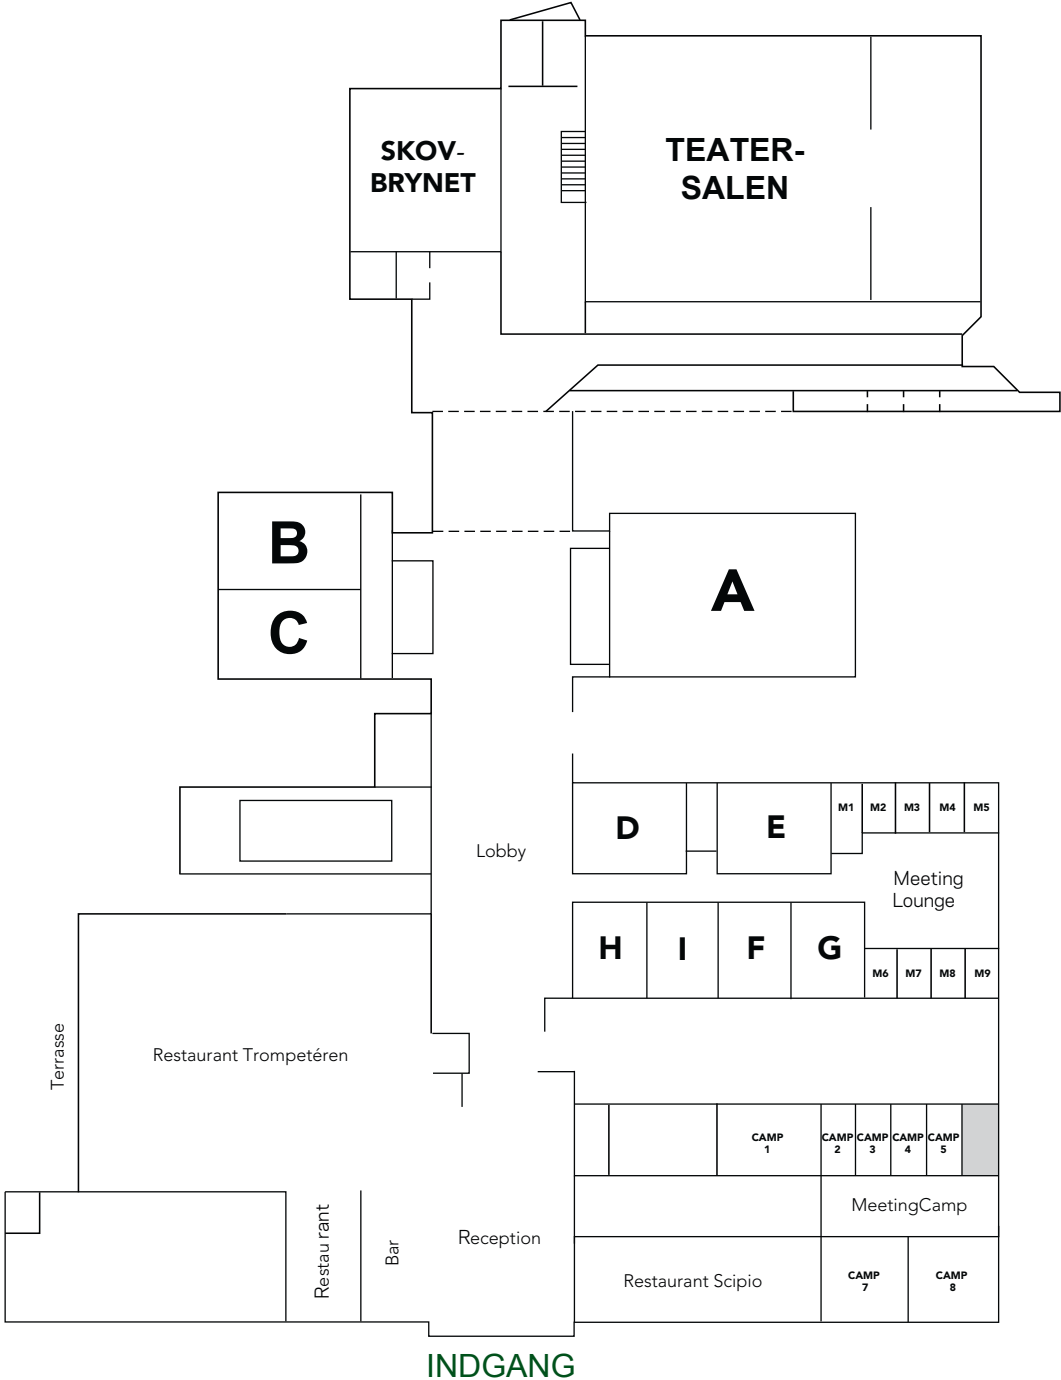 SKOV-
BRYNET
TEATER-
SALEN
B
C
A
D
E
M1
M2
M3
M4
M5
Lobby
Meeting
Lounge
H
I
F
G
M6
M7
M8
M9
Terrasse
Restaurant Trompetéren
CAMP
1
CAMP
2
CAMP
3
CAMP
4
CAMP
5
MeetingCamp
Restaurant
Bar
Reception
Restaurant Scipio
CAMP
7
CAMP
8
INDGANG